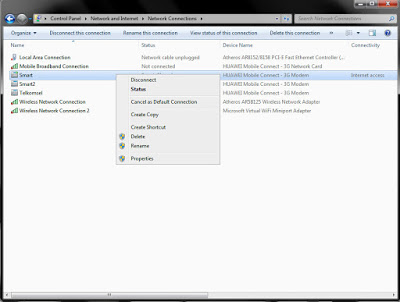 Control Panel ▸ Network and Internet ▸ Network Connections ▸
Search Network Connections
Organize Disconnect this connection Rename this connection View status of this connection Delete this connection »
Name Status Device Name Connectivity
Local Area Connection Network cable unplugged Atheros AR8152/8158 PCI-E Fast Ethernet Controller (...
Mobile Broadband Connection Not connected HUAWEI Mobile Connect - 3G Network Card
Smart HUAWEI Mobile Connect - 3G Modem Internet access
Smart2 HUAWEI Mobile Connect - 3G Modem
Telkomsel HUAWEI Mobile Connect - 3G Modem
Wireless Network Connection Atheros Wireless Network Adapter
Wireless Network Connection 2 Microsoft Virtual WiFi Miniport Adapter
Disconnect
Status
Cancel as Default Connection
Create Copy
Create Shortcut
Delete
Rename
Properties